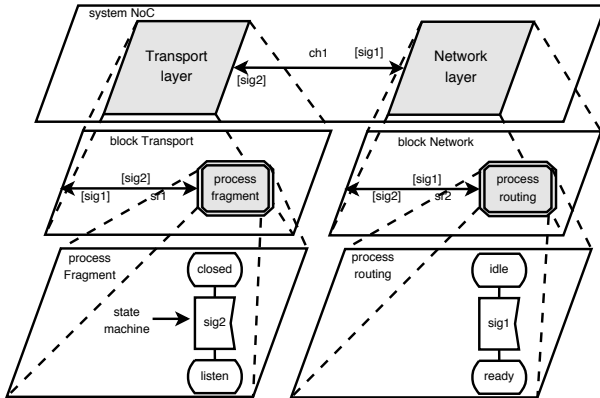 system NoC
Transport
layer
ch1
[sig1]
[sig2]
Network
layer
block Transport
[sig2]
[sig1]
sr1
process
fragment
block Network
[sig1]
[sig2]
sr2
process
routing
process
Fragment
closed
state
machine
sig2
listen
process
routing
idle
sig1
ready